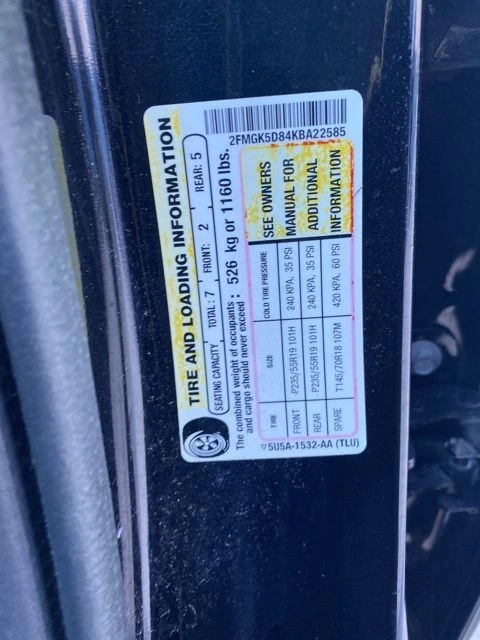 TIRE AND LOADING INFORMATION
SEATING CAPACITY TOTAL: 7 FRONT: 2 REAR: 5
The combined weight of occupants and cargo should never exceed: 526 kg or 1160 lbs.
TIRE SIZE COLD TIRE PRESSURE
FRONT P235/55R19 101H 240 KPA, 35 PSI
REAR P235/55R19 101H 240 KPA, 35 PSI
SPARE T145/70R18 107M 420 KPA, 60 PSI
SEE OWNERS
MANUAL FOR
ADDITIONAL
INFORMATION
5U5A-1532-AA (TLU)
2FMGK5D84KBA22585